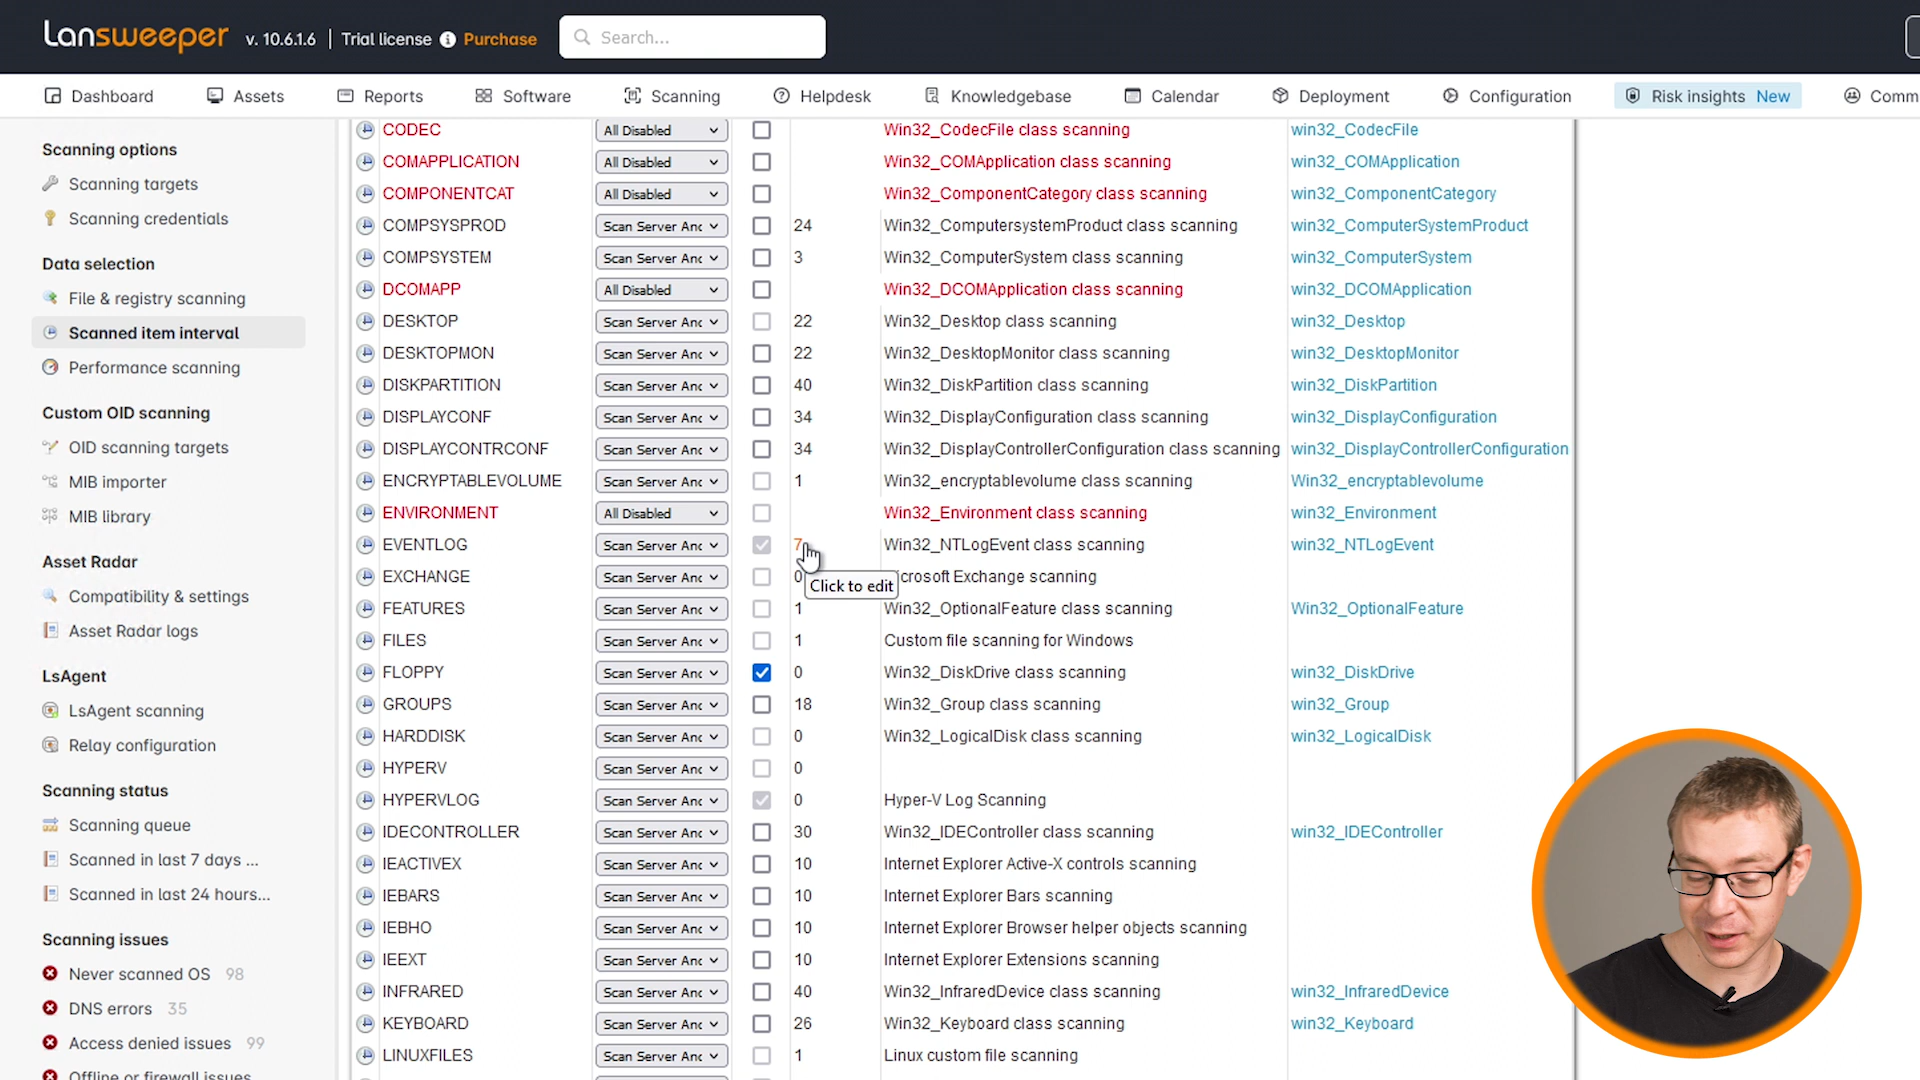 Lansweeper v. 10.6.1.6 | Trial license Purchase Search...
Dashboard Assets Reports Software Scanning Helpdesk Knowledgebase Calendar Deployment Configuration Risk insights New Comm
Scanning options
Scanning targets
Scanning credentials
Data selection
File & registry scanning
Scanned item interval
Performance scanning
Custom OID scanning
OID scanning targets
MIB importer
MIB library
Asset Radar
Compatibility & settings
Asset Radar logs
LsAgent
LsAgent scanning
Relay configuration
Scanning status
Scanning queue
Scanned in last 7 days ...
Scanned in last 24 hours...
Scanning issues
Never scanned OS 98
DNS errors 35
Access denied issues 99
Offline or firewall issues
CODEC All Disabled Win32_CodecFile class scanning win32_CodecFile
COMAPPLICATION All Disabled Win32_COMApplication class scanning win32_COMApplication
COMPONENTCAT All Disabled Win32_ComponentCategory class scanning win32_ComponentCategory
COMPSYSPROD Scan Server Anc 24 Win32_ComputersystemProduct class scanning win32_ComputerSystemProduct
COMPSYSTEM Scan Server Anc 3 Win32_ComputerSystem class scanning win32_ComputerSystem
DCOMAPP All Disabled Win32_DCOMApplication class scanning win32_DCOMApplication
DESKTOP Scan Server Anc 22 Win32_Desktop class scanning win32_Desktop
DESKTOPMON Scan Server Anc 22 Win32_DesktopMonitor class scanning win32_DesktopMonitor
DISKPARTITION Scan Server Anc 40 Win32_DiskPartition class scanning win32_DiskPartition
DISPLAYCONF Scan Server Anc 34 Win32_DisplayConfiguration class scanning win32_DisplayConfiguration
DISPLAYCONTRCONF Scan Server Anc 34 Win32_DisplayControllerConfiguration class scanning win32_DisplayControllerConfiguration
ENCRYPTABLEVOLUME Scan Server Anc 1 Win32_encryptablevolume class scanning Win32_encryptablevolume
ENVIRONMENT All Disabled Win32_Environment class scanning win32_Environment
EVENTLOG Scan Server Anc 7 Win32_NTLogEvent class scanning win32_NTLogEvent
EXCHANGE Scan Server Anc 0 icrosoft Exchange scanning
Click to edit
FEATURES Scan Server Anc 1 Win32_OptionalFeature class scanning Win32_OptionalFeature
FILES Scan Server Anc 1 Custom file scanning for Windows
FLOPPY Scan Server Anc 0 Win32_DiskDrive class scanning win32_DiskDrive
GROUPS Scan Server Anc 18 Win32_Group class scanning win32_Group
HARDDISK Scan Server Anc 0 Win32_LogicalDisk class scanning win32_LogicalDisk
HYPERV Scan Server Anc 0
HYPERVLOG Scan Server Anc 0 Hyper-V Log Scanning
IDECONTROLLER Scan Server Anc 30 Win32_IDEController class scanning win32_IDEController
IEACTIVEX Scan Server Anc 10 Internet Explorer Active-X controls scanning
IEBARS Scan Server Anc 10 Internet Explorer Bars scanning
IEBHO Scan Server Anc 10 Internet Explorer Browser helper objects scanning
IEEXT Scan Server Anc 10 Internet Explorer Extensions scanning
INFRARED Scan Server Anc 40 Win32_InfraredDevice class scanning win32_InfraredDevice
KEYBOARD Scan Server Anc 26 Win32_Keyboard class scanning win32_Keyboard
LINUXFILES Scan Server Anc 1 Linux custom file scanning